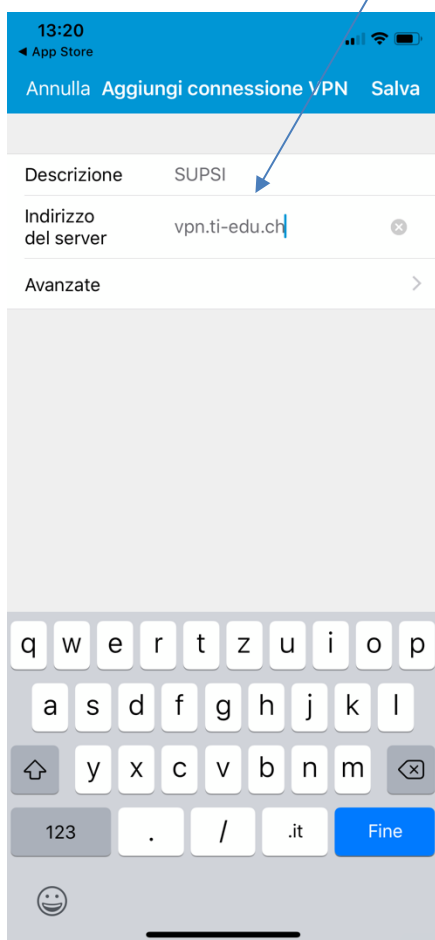 13:20
App Store
Annulla Aggiungi connessione VPN Salva
Descrizione SUPSI
Indirizzo
del server vpn.ti-edu.ch
Avanzate
q w e r t z u i o p
a s d f g h j k l
y x c v b n m
123 . / .it Fine